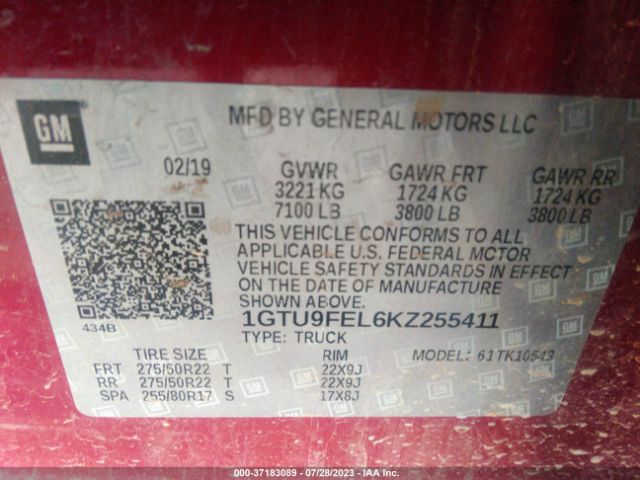 GM
MFD BY GENERAL MOTORS LLC
02/19 GVWR GAWR FRT GAWR RR
3221 KG 1724 KG 1724 KG
7100 LB 3800 LB 3800 LB
THIS VEHICLE CONFORMS TO ALL
APPLICABLE U.S. FEDERAL MOTOR
VEHICLE SAFETY STANDARDS IN EFFECT
ON THE DATE OF MANUFACTURE
SHOWN ABOVE.
434B 1GTU9FEL6KZ255411
TYPE: TRUCK
TIRE SIZE RIM MODEL: 61 TK10543
FRT 275/50R22 T 22X9J
RR 275/50R22 T 22X9J
SPA 255/80R17 S 17X8J
000-37183089 - 07/28/2023 - IAA Inc.